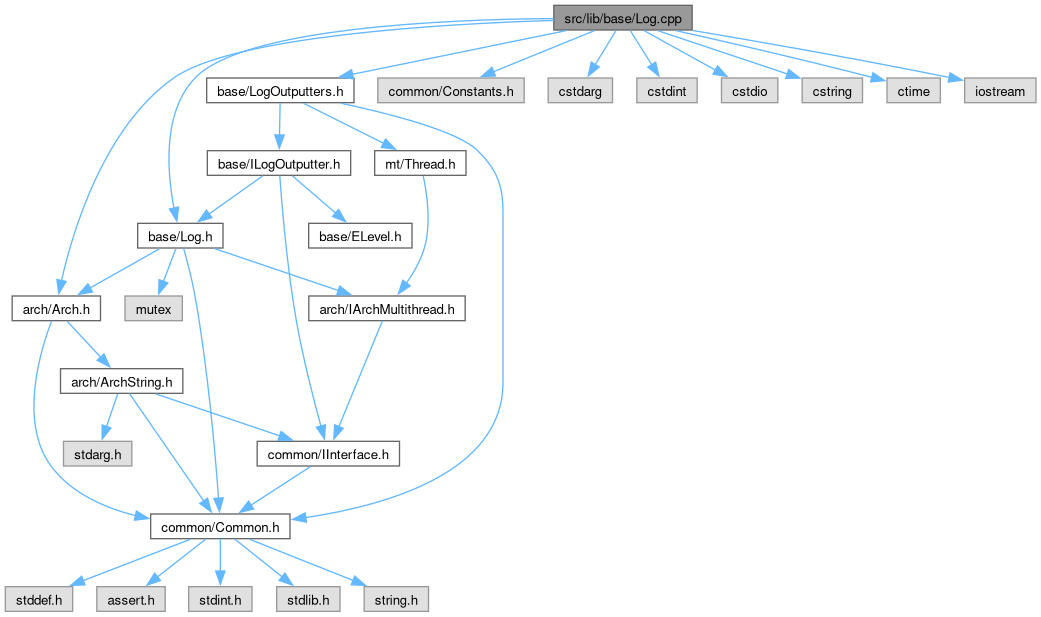 src/lib/base/Log.cpp
base/LogOutputters.h
common/Constants.h
cstdarg
cstdint
cstdio
cstring
ctime
iostream
base/ILogOutputter.h
mt/Thread.h
base/Log.h
base/ELevel.h
arch/Arch.h
mutex
arch/IArchMultithread.h
arch/ArchString.h
stdarg.h
common/IInterface.h
common/Common.h
stddef.h
assert.h
stdint.h
stdlib.h
string.h